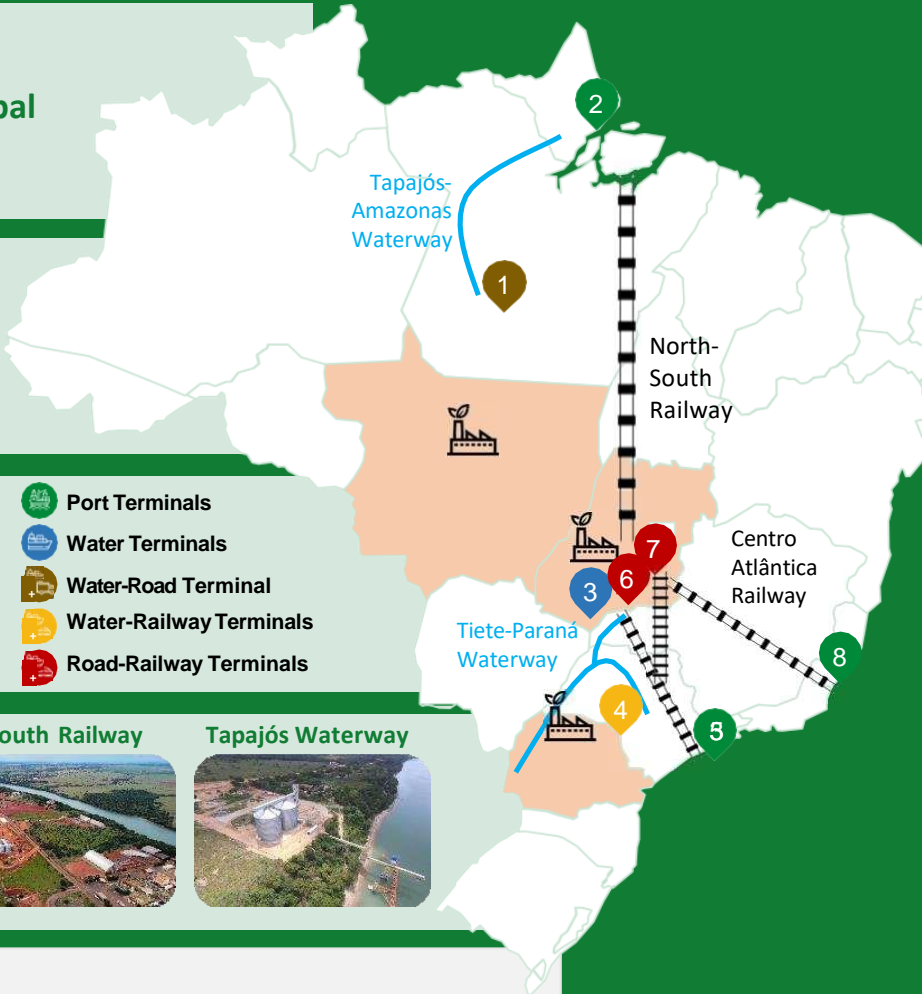 2
Tapajós-
Amazonas
Waterway
1
North-
South
Railway
Port Terminals
Water Terminals
Water-Road Terminal
Water-Railway Terminals
Road-Railway Terminals
7
6
3
Centro
Atlântica
Railway
Tiete-Paraná
Waterway
8
4
5
outh Railway
Tapajós Waterway